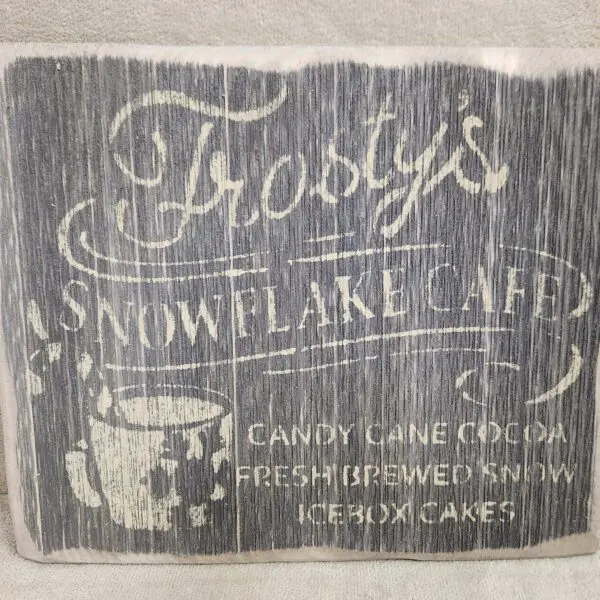 Frosty's
SNOWFLAKE CAFE
CANDY CANE COCOA
FRESH BREWED SNOW
ICEBOX CAKES